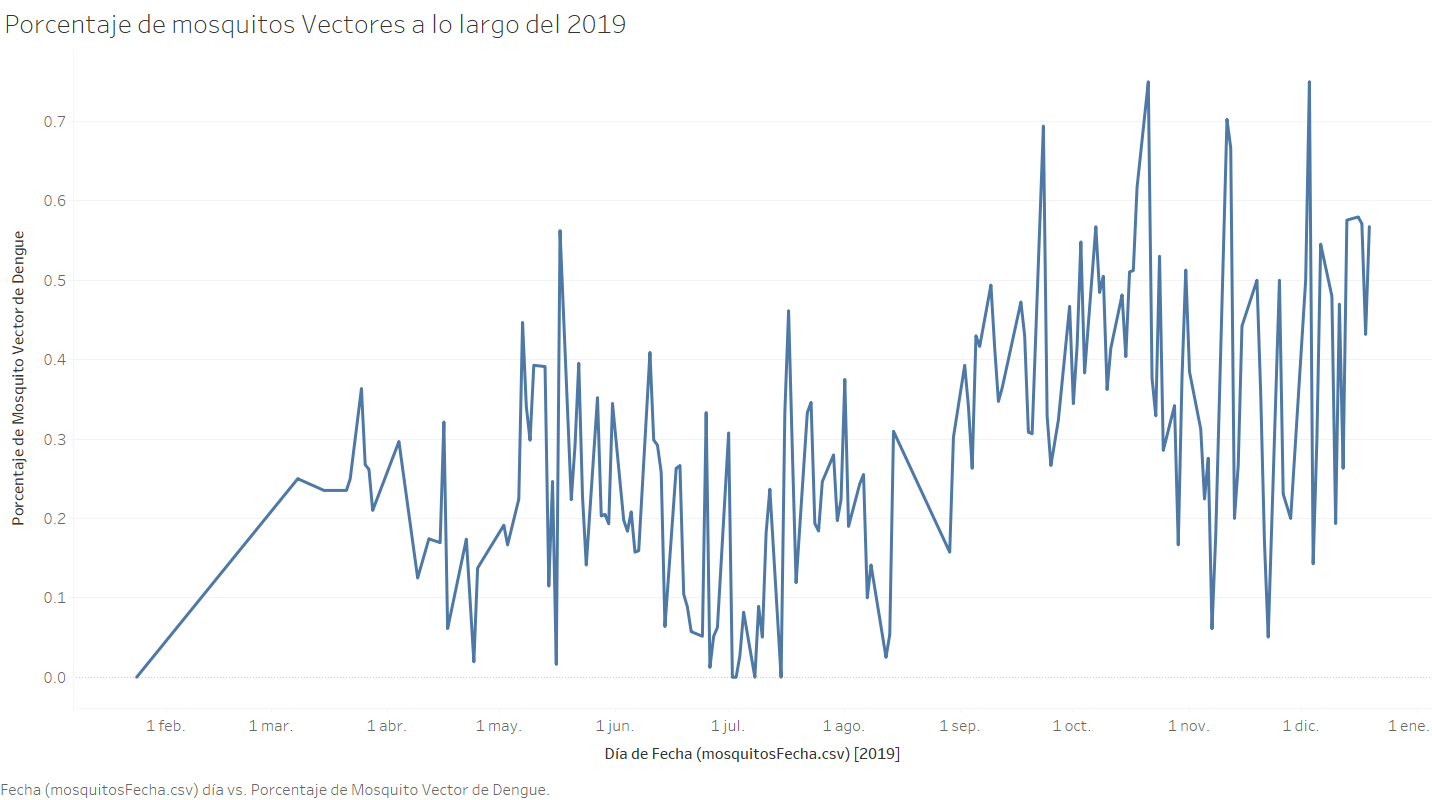 Porcentaje de mosquitos Vectores a lo largo del 2019
Porcentaje de Mosquito Vector de Dengue
0.7
0.6
0.5
0.4
0.3
0.2
0.1
0.0
1 feb. 1 mar. 1 abr. 1 may. 1 jun. 1 jul. 1 ago. 1 sep. 1 oct. 1 nov. 1 dic. 1 ene.
Día de Fecha (mosquitosFecha.csv) [2019]
Fecha (mosquitosFecha.csv) día vs. Porcentaje de Mosquito Vector de Dengue.